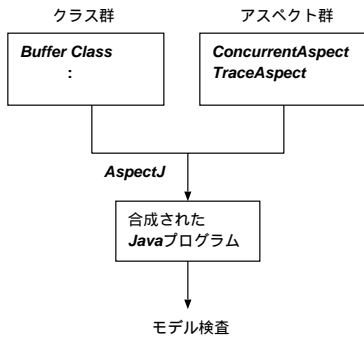 クラス群
アスペクト群
Buffer Class
:
ConcurrentAspect
TraceAspect
AspectJ
合成された
Javaプログラム
モデル検査